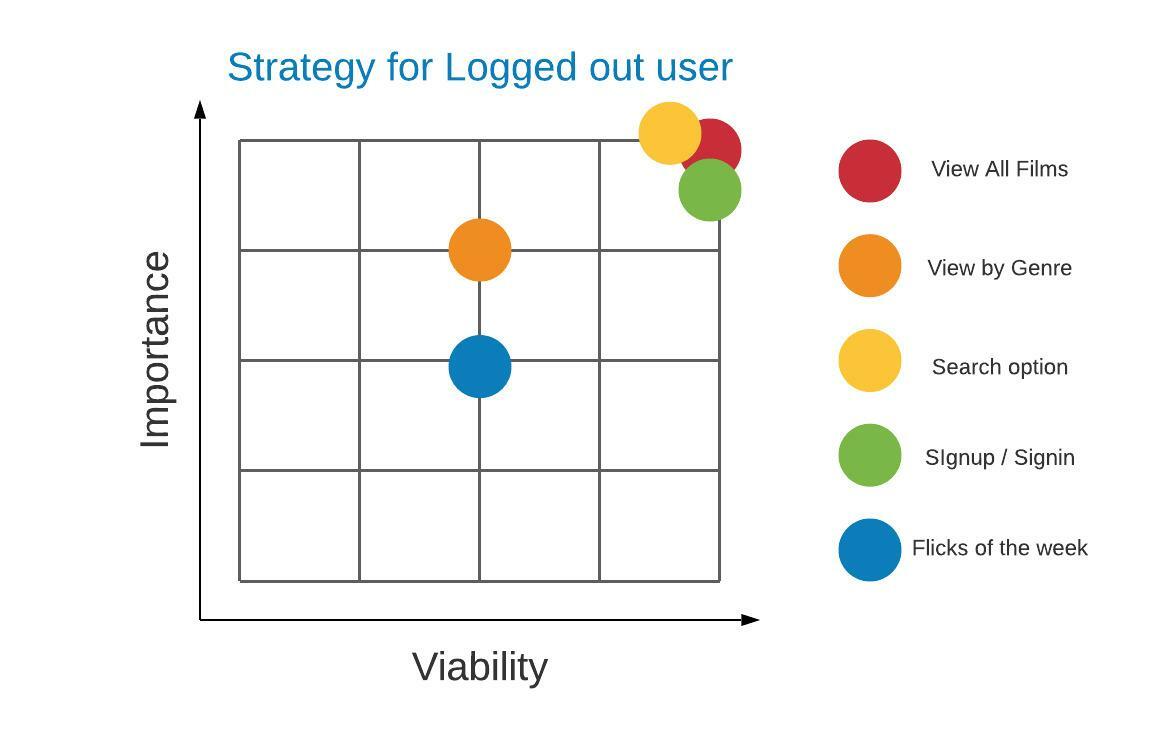 Strategy for Logged out user
Importance
Viability
View All Films
View by Genre
Search option
SIgnup / Signin
Flicks of the week